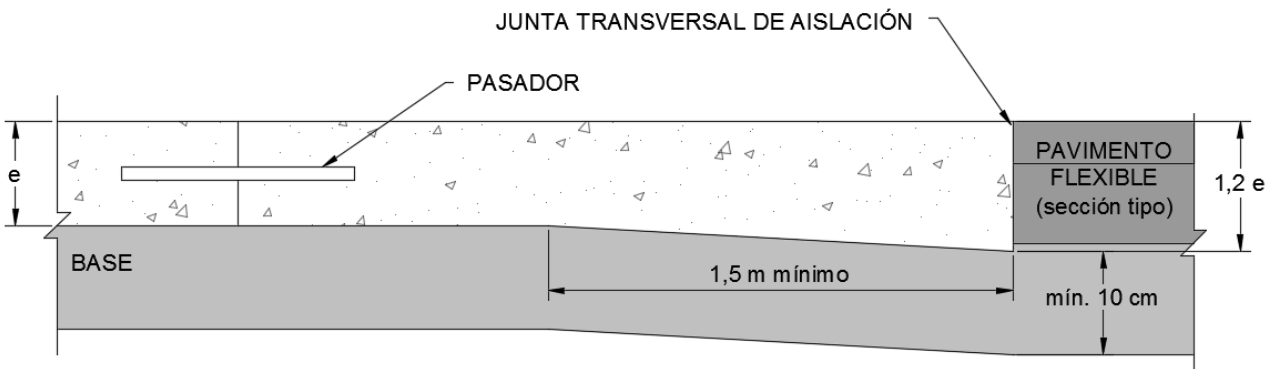 JUNTA TRANSVERSAL DE AISLACIÓN
PASADOR
e
PAVIMENTO
FLEXIBLE
(sección tipo)
1,2 e
BASE
1,5 m mínimo
mín. 10 cm